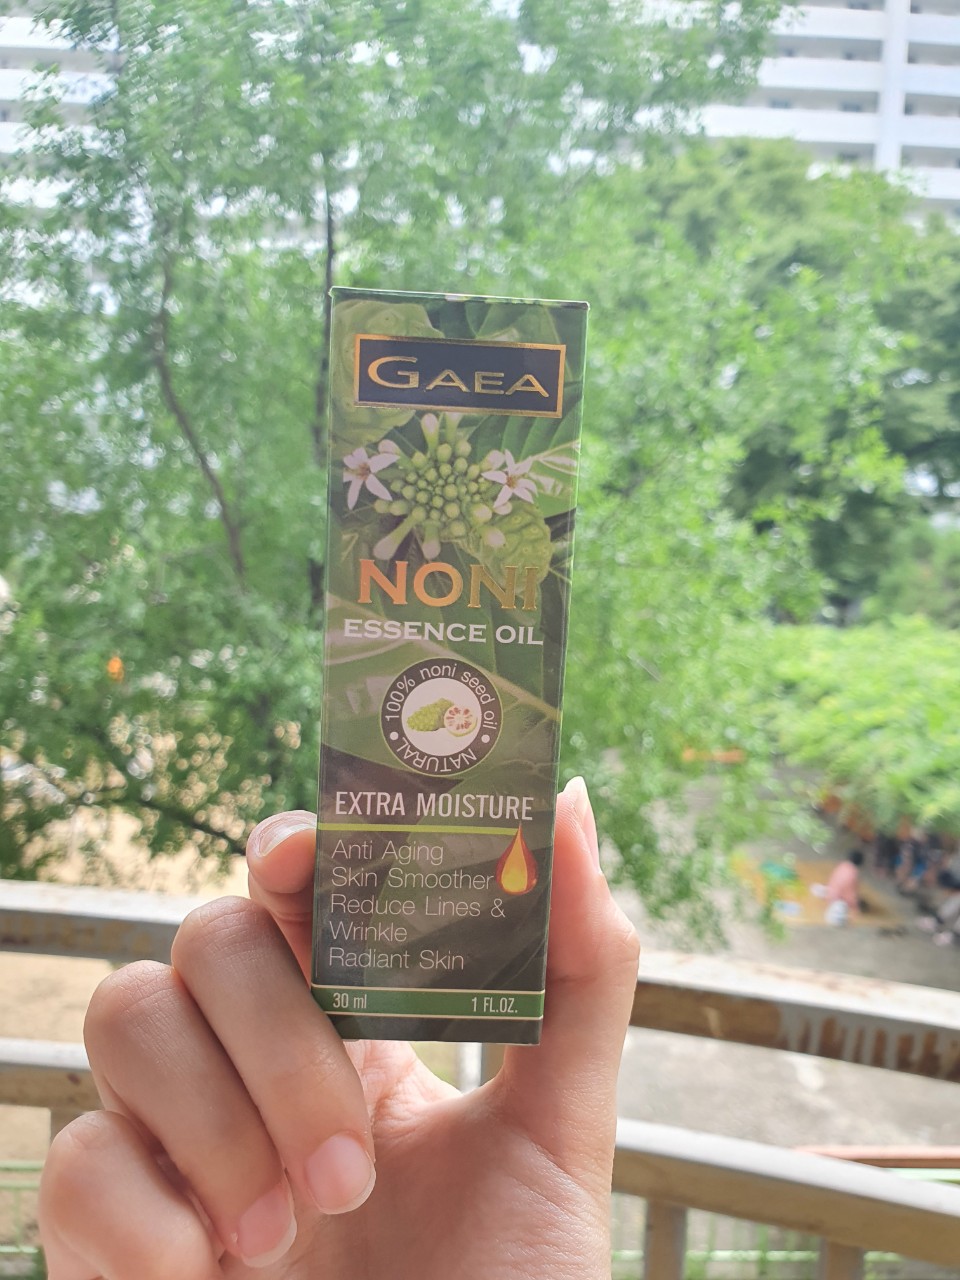 GAEA
NONI
ESSENCE OIL
100% noni seed oil • NATURAL •
EXTRA MOISTURE
Anti Aging
Skin Smoother
Reduce Lines &
Wrinkle
Radiant Skin
30 ml 1 FL.OZ.